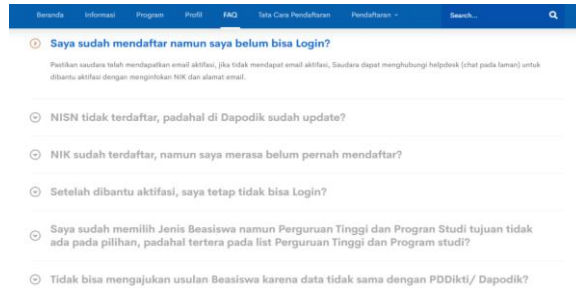 Beranda Informasi Program Profil FAQ Tata Cara Pendaftaran Pendaftaran Search...
Saya sudah mendaftar namun saya belum bisa Login?
Pastikan saudara telah mendapatkan email aktifasi, jika tidak mendapat email aktifasi, Saudara dapat menghubungi helpdesk (chat pada laman) untuk
dibantu aktifasi dengan menginfokan NIK dan alamat email.
NISN tidak terdaftar, padahal di Dapodik sudah update?
NIK sudah terdaftar, namun saya merasa belum pernah mendaftar?
Setelah dibantu aktifasi, saya tetap tidak bisa Login?
Saya sudah memilih Jenis Beasiswa namun Perguruan Tinggi dan Progran Studi tujuan tidak
ada pada pilihan, padahal tertera pada list Perguruan Tinggi dan Program studi?
Tidak bisa mengajukan usulan Beasiswa karena data tidak sama dengan PDDikti/ Dapodik?